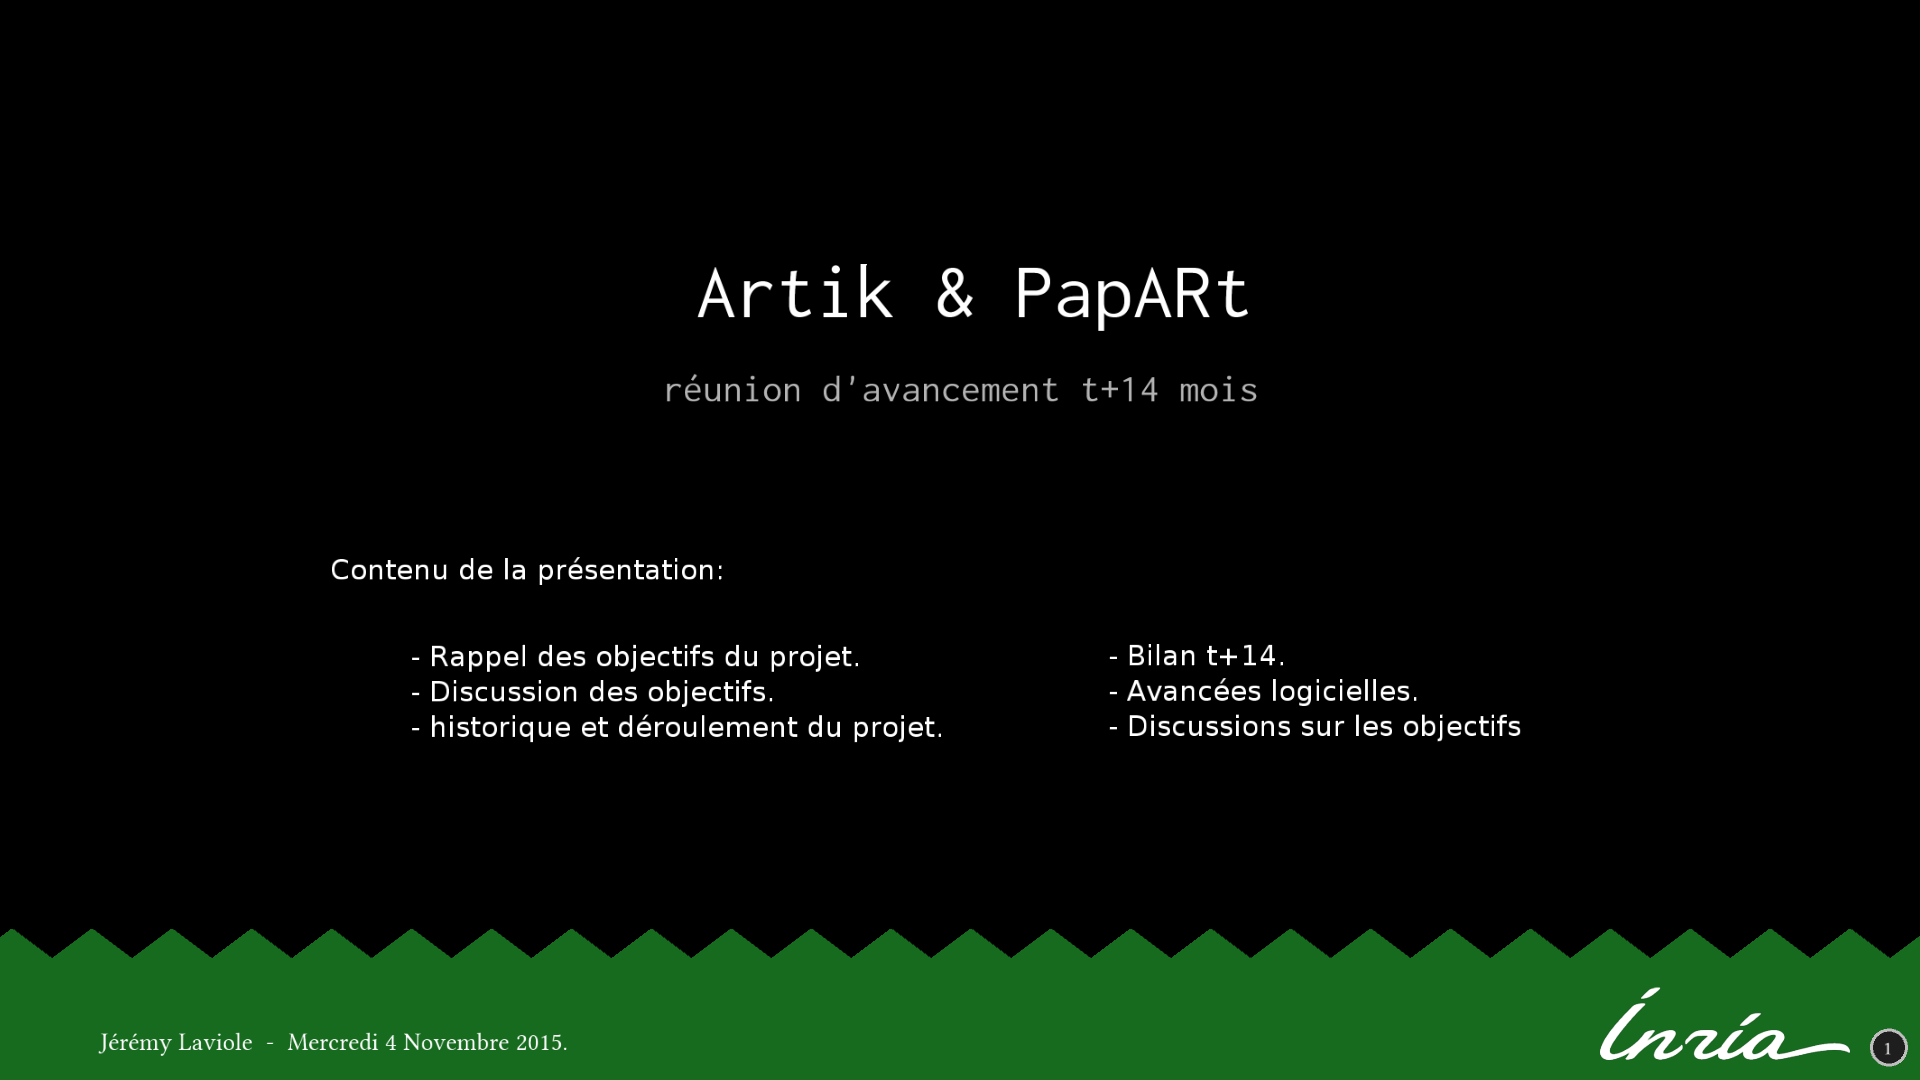 Artik & PapARt
réunion d'avancement t+14 mois
Contenu de la présentation:
- Rappel des objectifs du projet.
- Discussion des objectifs.
- historique et déroulement du projet.
- Bilan t+14.
- Avancées logicielles.
- Discussions sur les objectifs
Jérémy Laviole - Mercredi 4 Novembre 2015.
Inría
1